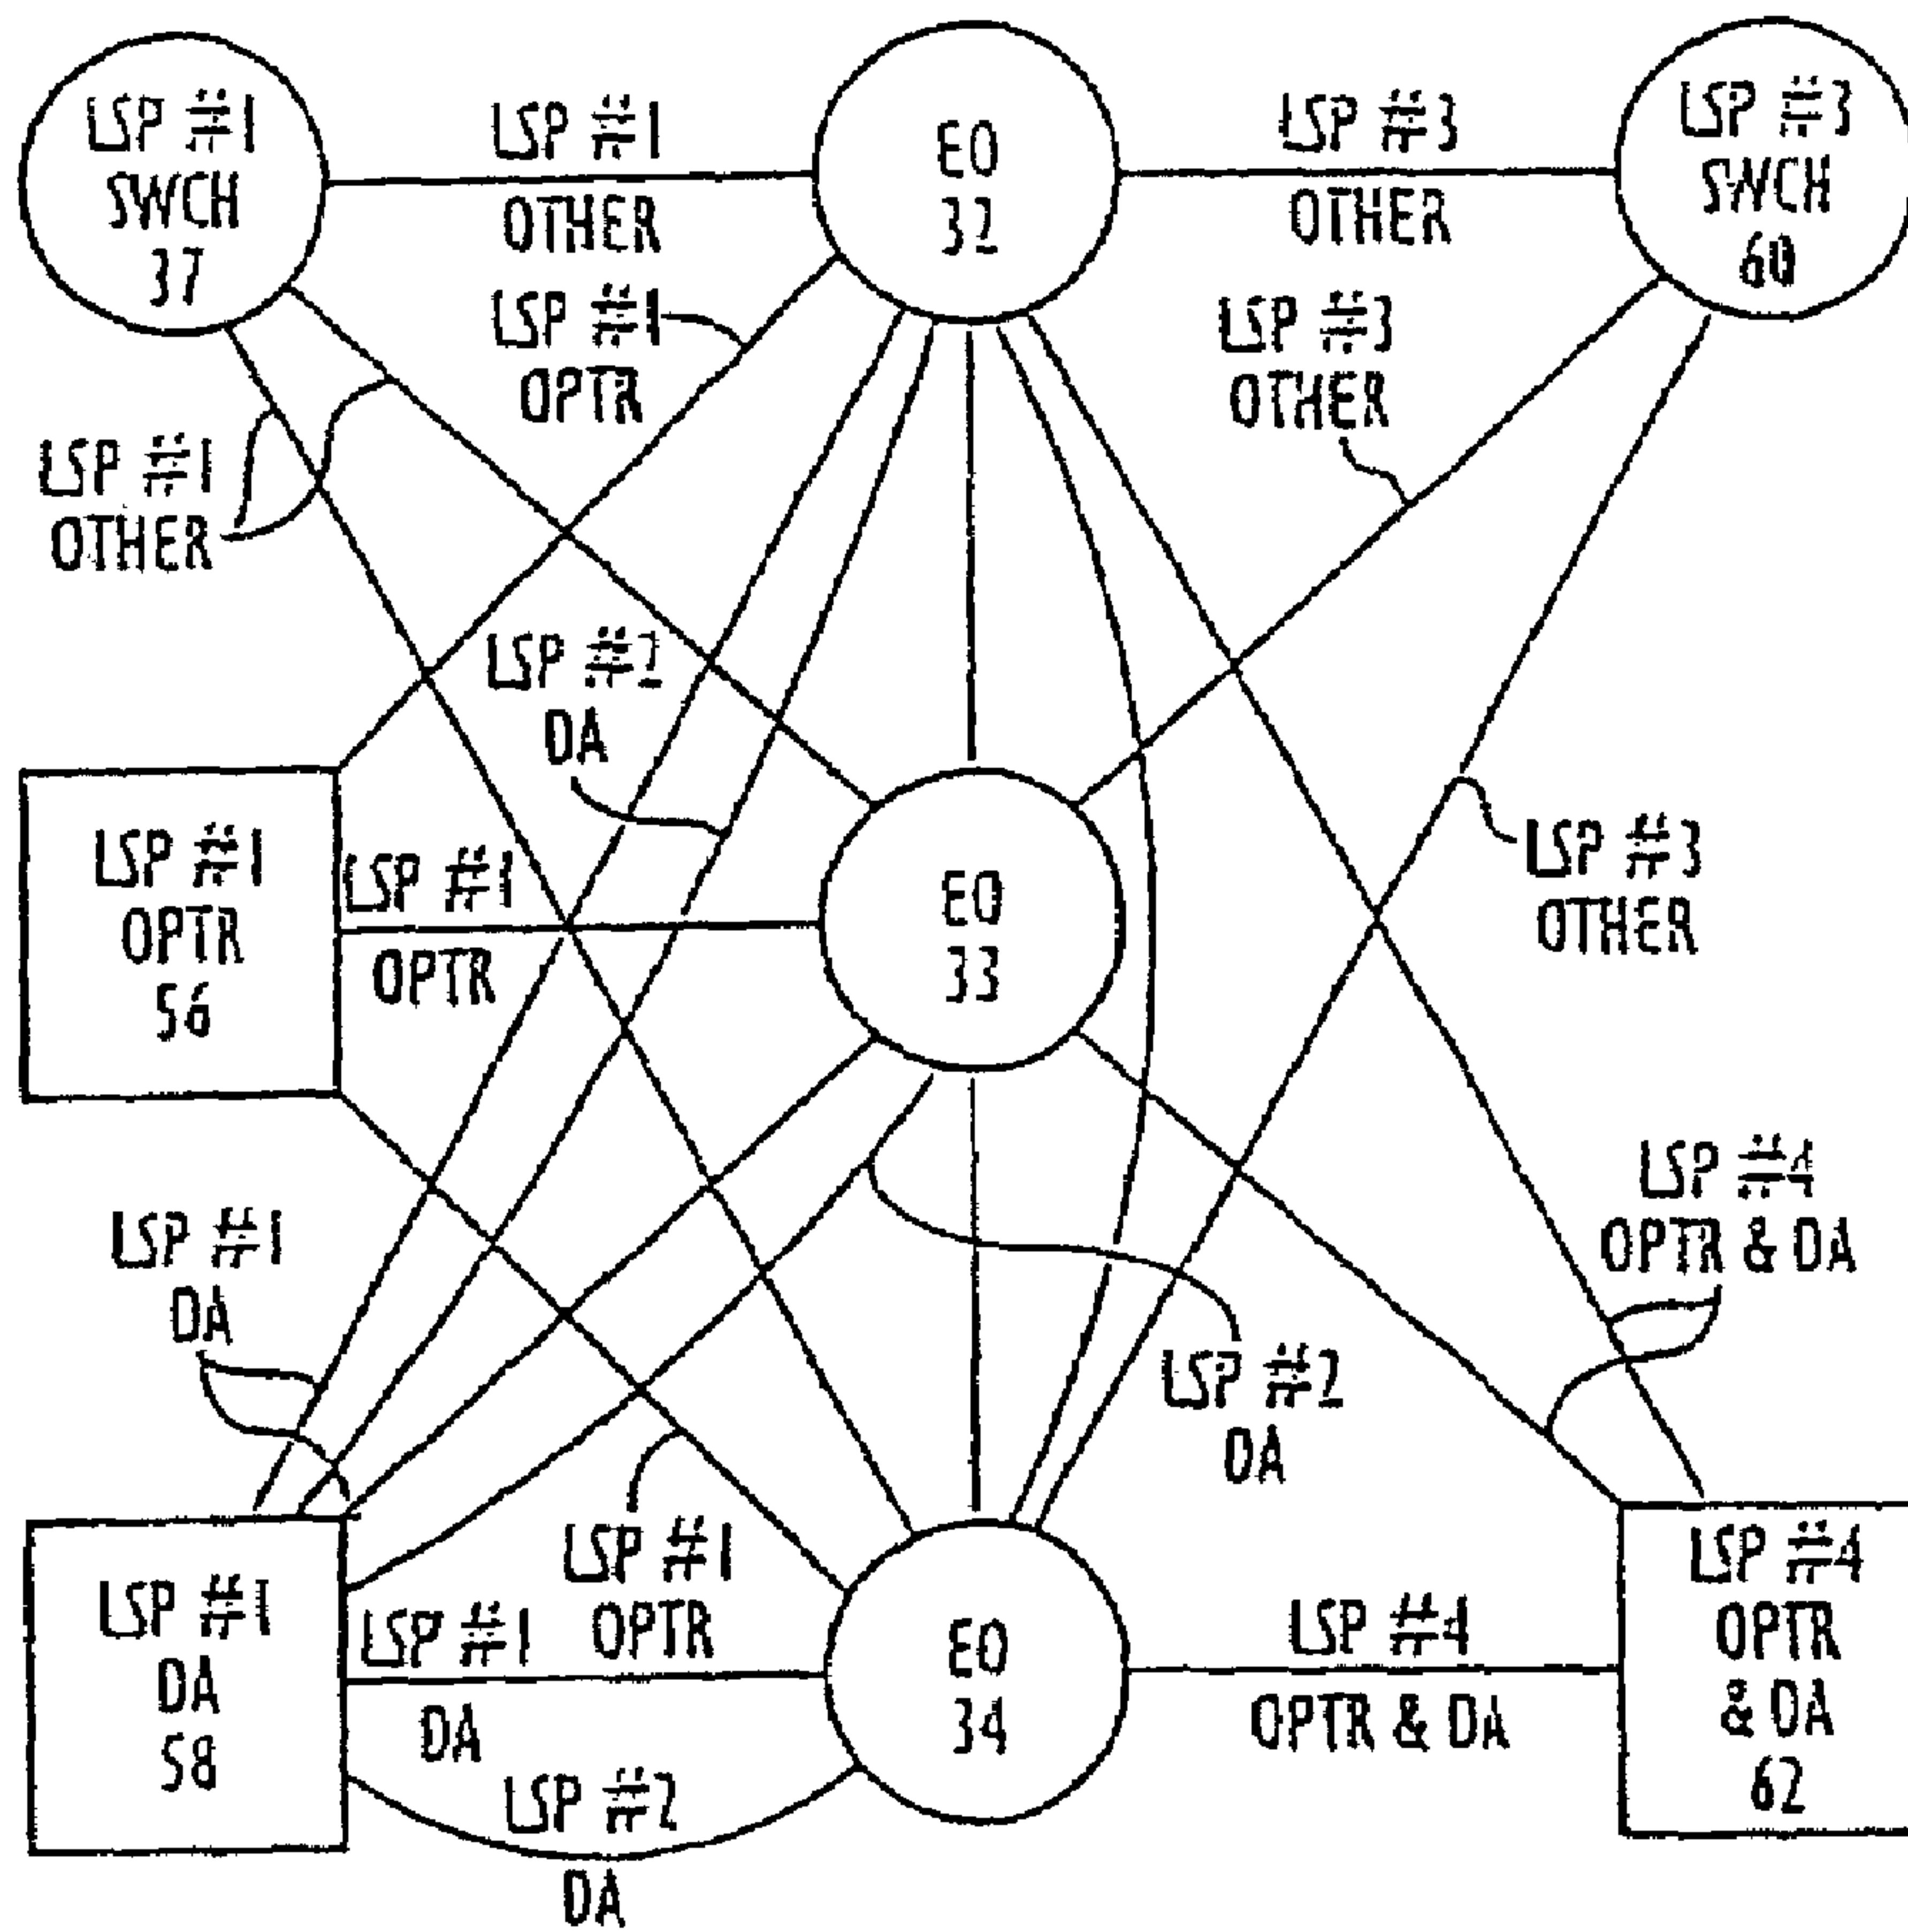 LSP #1
SWCH
37
LSP #1
OTHER
EO
32
LSP #3
OTHER
LSP #3
SWCH
60
LSP #1
OPTR
LSP #3
OTHER
LSP #1
OTHER
LSP #2
DA
LSP #1
OPTR
56
LSP #1
OPTR
EO
33
LSP #3
OTHER
LSP #4
OPTR & DA
LSP #1
DA
LSP #2
DA
LSP #1
OPTR
LSP #1
DA
58
LSP #1
DA
EO
34
LSP #4
OPTR & DA
LSP #4
OPTR
& DA
62
LSP #2
DA